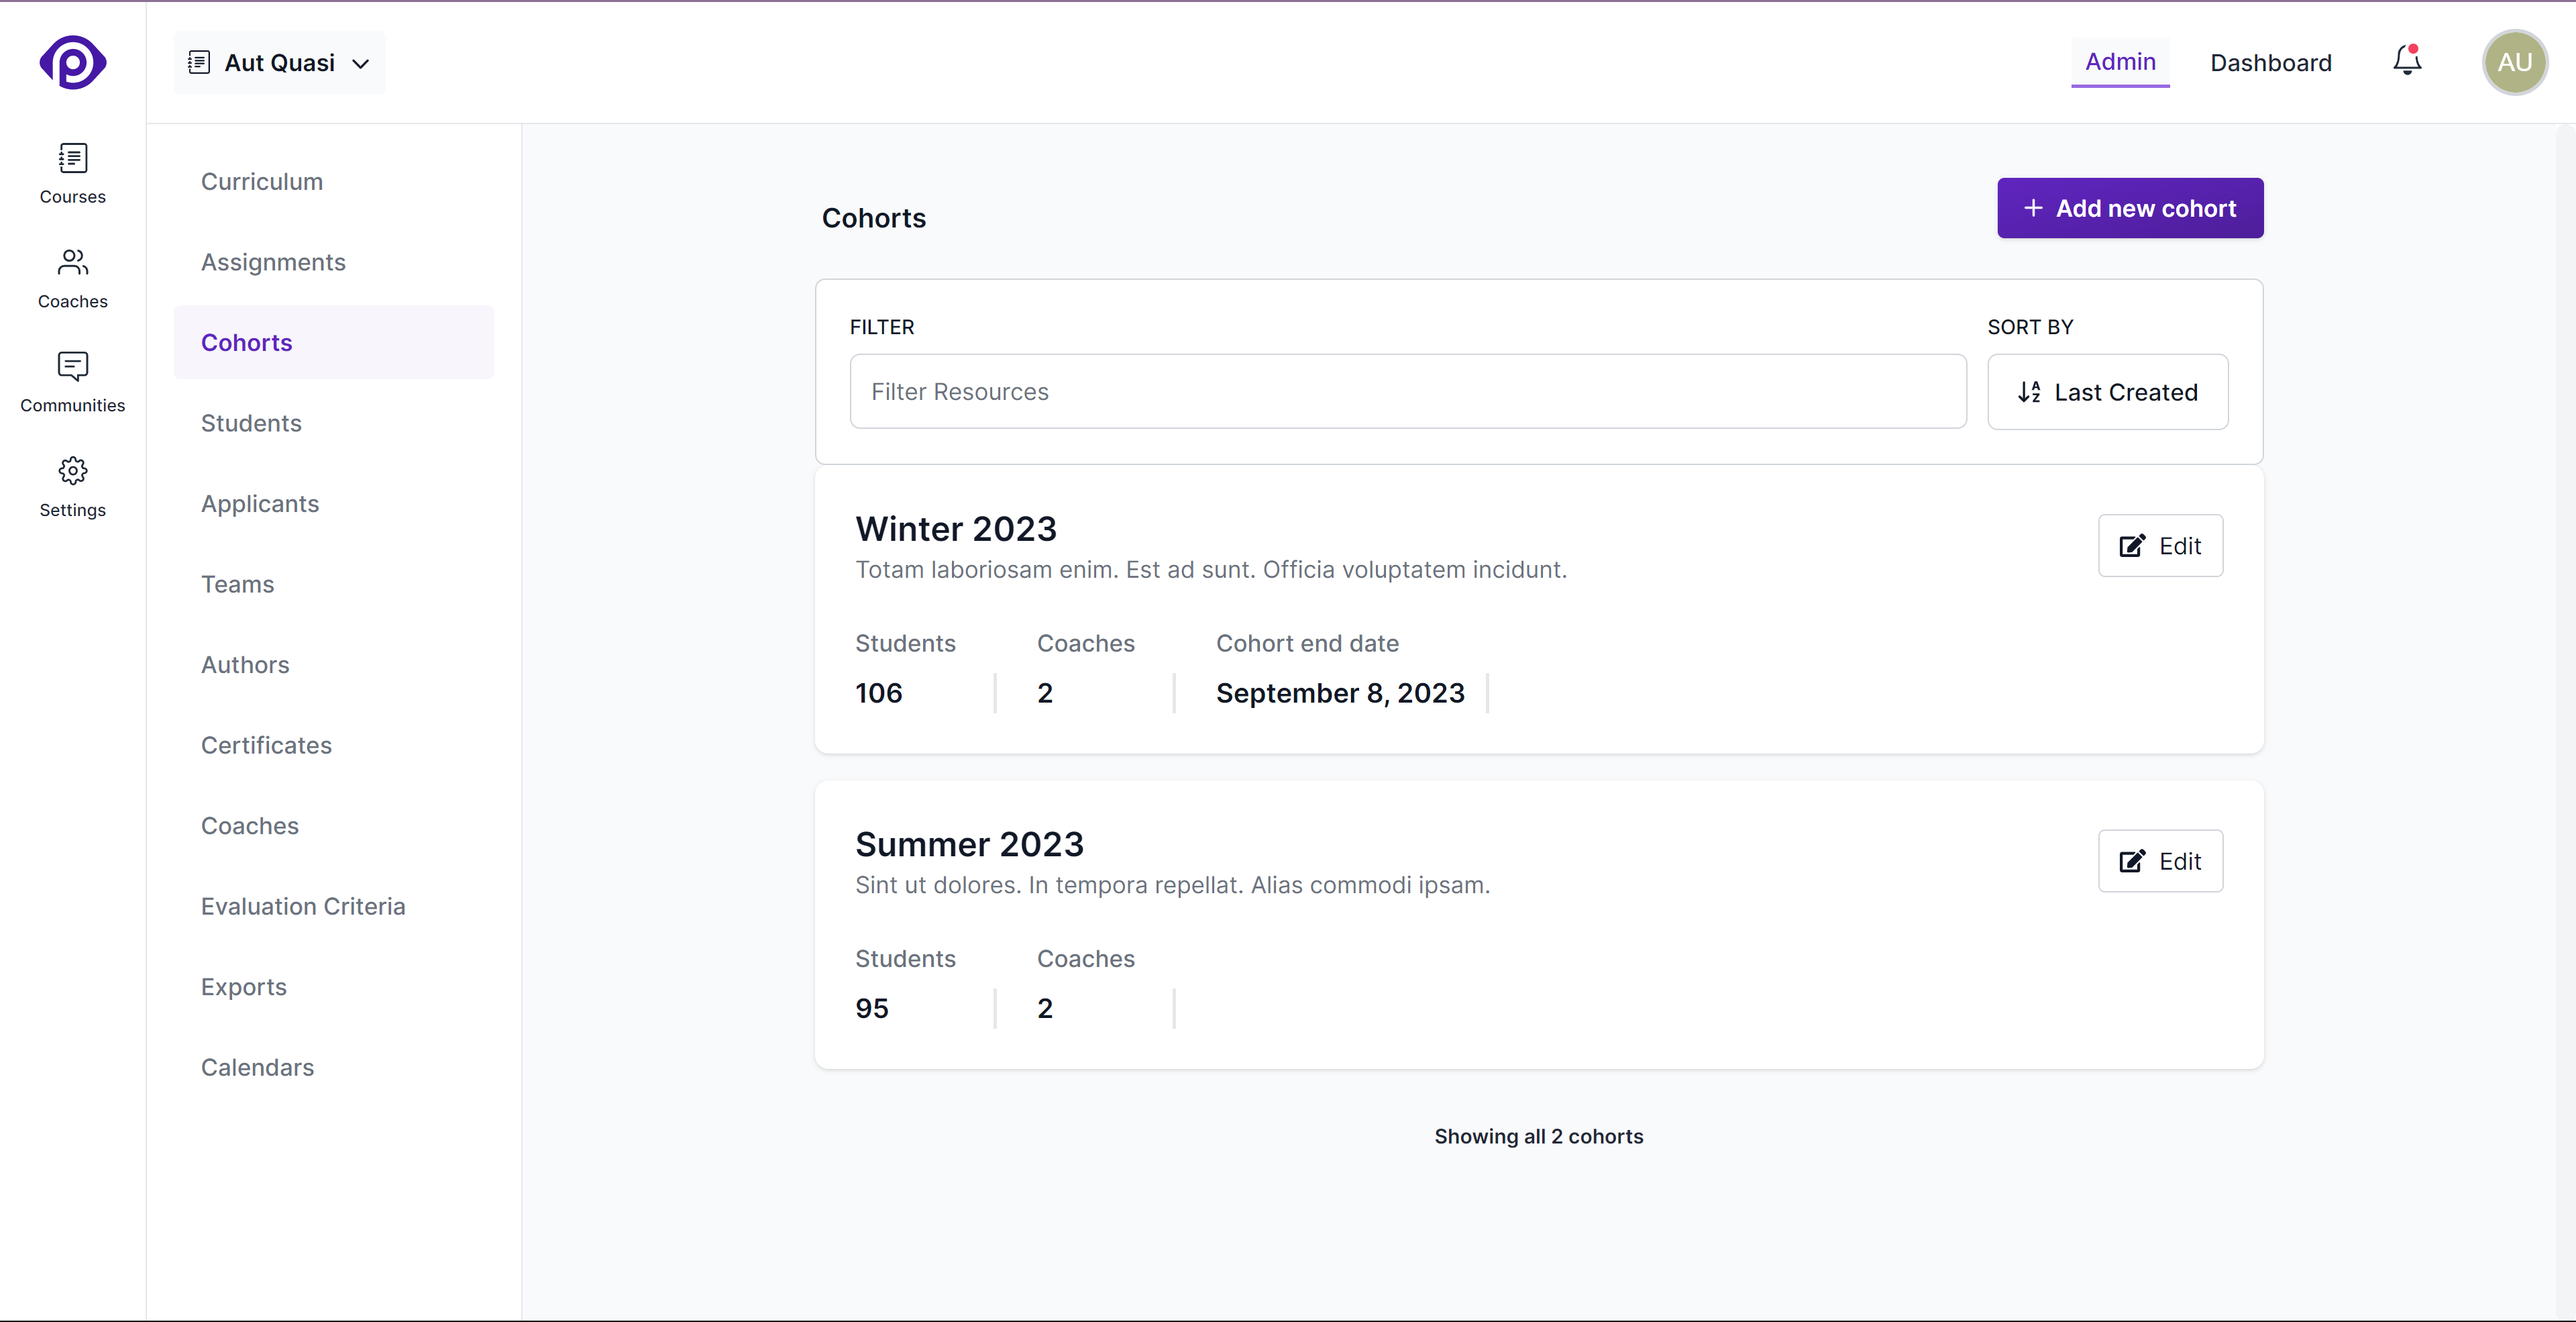 Aut Quasi
Admin
Dashboard
AU
Courses
Coaches
Communities
Settings
Curriculum
Assignments
Cohorts
Students
Applicants
Teams
Authors
Certificates
Coaches
Evaluation Criteria
Exports
Calendars
Cohorts
Add new cohort
FILTER
SORT BY
Filter Resources
Last Created
Winter 2023
Edit
Totam laboriosam enim. Est ad sunt. Officia voluptatem incidunt.
Students Coaches Cohort end date
106 2 September 8, 2023
Summer 2023
Edit
Sint ut dolores. In tempora repellat. Alias commodi ipsam.
Students Coaches
95 2
Showing all 2 cohorts